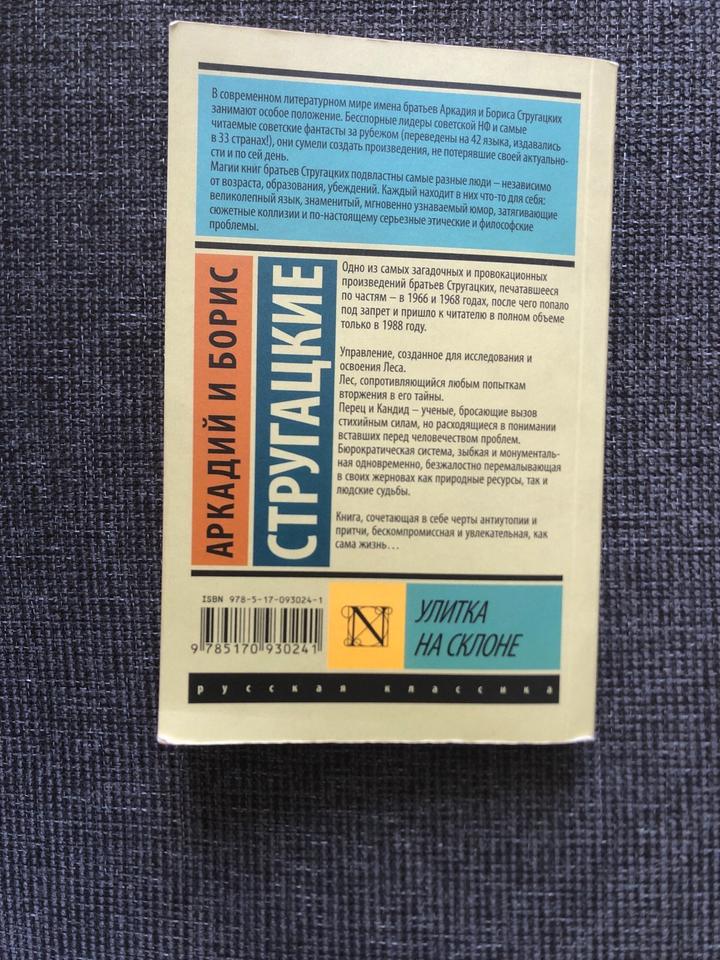 В современном литературном мире имена братьев Аркадия и Бориса Стругацких
занимают особое положение. Бесспорные лидеры советской НФ и самые
читаемые советские фантасты за рубежом (переведены на 42 языка, издавались
в 33 странах!), они сумели создать произведения, не потерявшие своей актуально-
сти и по сей день.
Магии книг братьев Стругацких подвластны самые разные люди – независимо
от возраста, образования, убеждений. Каждый находит в них что-то для себя:
великолепный язык, знаменитый, мгновенно узнаваемый юмор, затягивающие
сюжетные коллизии и по-настоящему серьезные этические и философские
проблемы.
АРКАДИЙ И БОРИС
СТРУГАЦКИЕ
Одно из самых загадочных и провокационных
произведений братьев Стругацких, печатавшееся
по частям – в 1966 и 1968 годах, после чего попало
под запрет и пришло к читателю в полном объеме
только в 1988 году.
Управление, созданное для исследования и
освоения Леса.
Лес, сопротивляющийся любым попыткам
вторжения в его тайны.
Перец и Кандид – ученые, бросающие вызов
стихийным силам, но расходящиеся в понимании
вставших перед человечеством проблем.
Бюрократическая система, зыбкая и монументаль-
ная одновременно, безжалостно перемалывающая
в своих жерновах как природные ресурсы, так и
людские судьбы.
Книга, сочетающая в себе черты антиутопии и
притчи, бескомпромиссная и увлекательная, как
сама жизнь...
ISBN 978-5-17-093024-1
9 785170 930241
N
УЛИТКА
НА СКЛОНЕ
русская классика